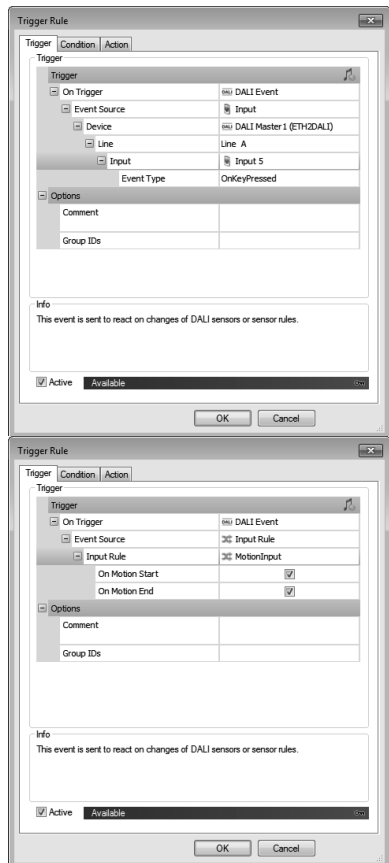 Trigger Rule
Trigger Condition Action
Trigger
Trigger
On Trigger DALI DALI Event
Event Source Input
Device DALI DALI Master 1 (ETH2DALI)
Line Line A
Input Input 5
Event Type OnKeyPressed
Options
Comment
Group IDs
Info
This event is sent to react on changes of DALI sensors or sensor rules.
Active Available
OK Cancel
Trigger Rule
Trigger Condition Action
Trigger
Trigger
On Trigger DALI DALI Event
Event Source Input Rule
Input Rule MotionInput
On Motion Start
On Motion End
Options
Comment
Group IDs
Info
This event is sent to react on changes of DALI sensors or sensor rules.
Active Available
OK Cancel